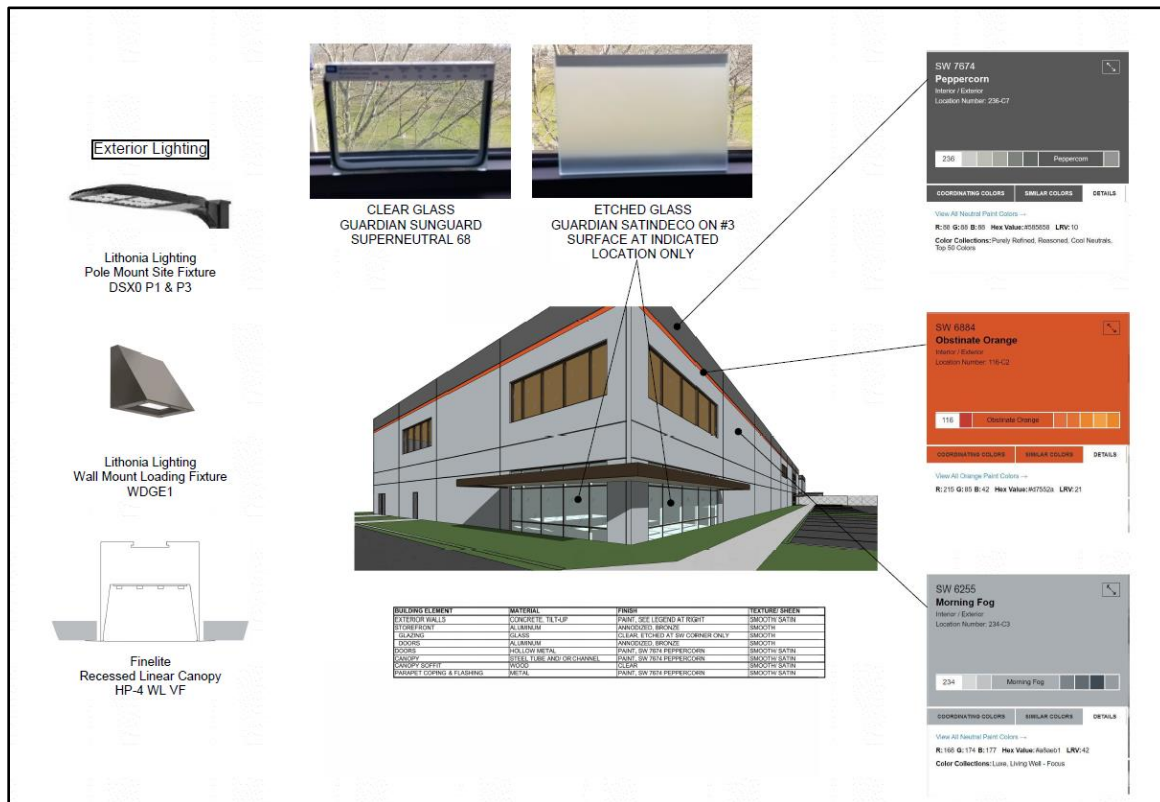 Exterior Lighting
Lithonia Lighting
Pole Mount Site Fixture
DSX0 P1 & P3
Lithonia Lighting
Wall Mount Loading Fixture
WDGE1
Finelite
Recessed Linear Canopy
HP-4 WL VF
CLEAR GLASS
GUARDIAN SUNGUARD
SUPERNEUTRAL 68
ETCHED GLASS
GUARDIAN SATINDECO ON #3
SURFACE AT INDICATED
LOCATION ONLY
BUILDING ELEMENT MATERIAL FINISH TEXTURE/ SHEEN
EXTERIOR WALLS CONCRETE, TILT-UP PAINT, SEE LEGEND AT RIGHT SMOOTH/ SATIN
STOREFRONT ALUMINUM ANNODIZED, BRONZE SMOOTH
GLAZING GLASS CLEAR, ETCHED AT SW CORNER ONLY SMOOTH
DOORS ALUMINUM ANNODIZED, BRONZE SMOOTH
DOORS HOLLOW METAL PAINT, SW 7674 PEPPERCORN SMOOTH/ SATIN
CANOPY STEEL TUBE AND/ OR CHANNEL PAINT, SW 7674 PEPPERCORN SMOOTH/ SATIN
CANOPY SOFFIT WOOD CLEAR SMOOTH/ SATIN
PARAPET COPING & FLASHING METAL PAINT, SW 7674 PEPPERCORN SMOOTH/ SATIN
SW 7674
Peppercorn
Interior / Exterior
Location Number: 236-C7
236 Peppercorn
COORDINATING COLORS SIMILAR COLORS DETAILS
View All Neutral Paint Colors →
R: 88 G: 88 B: 88 Hex Value: #585858 LRV: 10
Color Collections: Purely Refined, Reasoned, Cool Neutrals,
Top 50 Colors
SW 6884
Obstinate Orange
Interior / Exterior
Location Number: 116-C2
116 Obstinate Orange
COORDINATING COLORS SIMILAR COLORS DETAILS
View All Orange Paint Colors →
R: 215 G: 85 B: 42 Hex Value: #d7552a LRV: 21
SW 6255
Morning Fog
Interior / Exterior
Location Number: 234-C3
234 Morning Fog
COORDINATING COLORS SIMILAR COLORS DETAILS
View All Neutral Paint Colors →
R: 168 G: 174 B: 177 Hex Value: #a8aeb1 LRV: 42
Color Collections: Luxe, Living Well - Focus